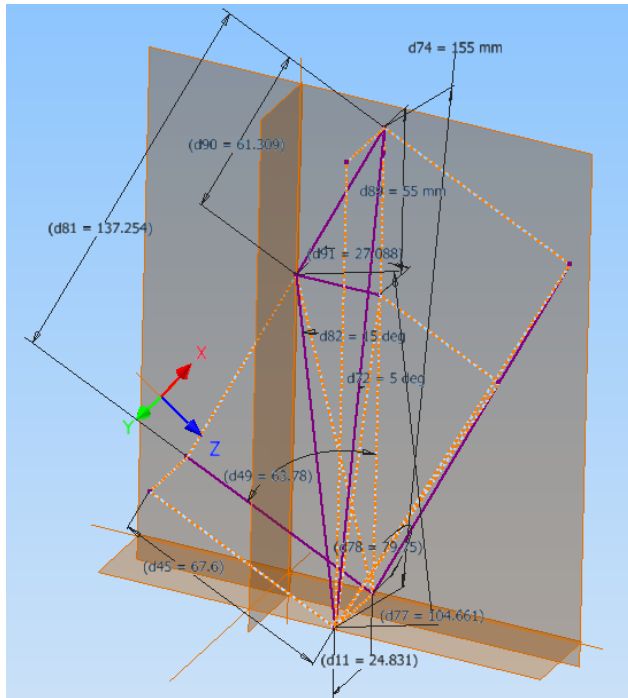 d74 = 155 mm
(d90 = 61.309)
d89 = 55 mm
(d81 = 137.254)
(d91 = 27.088)
d82 = 15 deg
X
d72 = 5 deg
Y
Z
(d49 = 63.78)
(d78 = 79.75)
(d45 = 67.6)
(d77 = 104.661)
(d11 = 24.831)